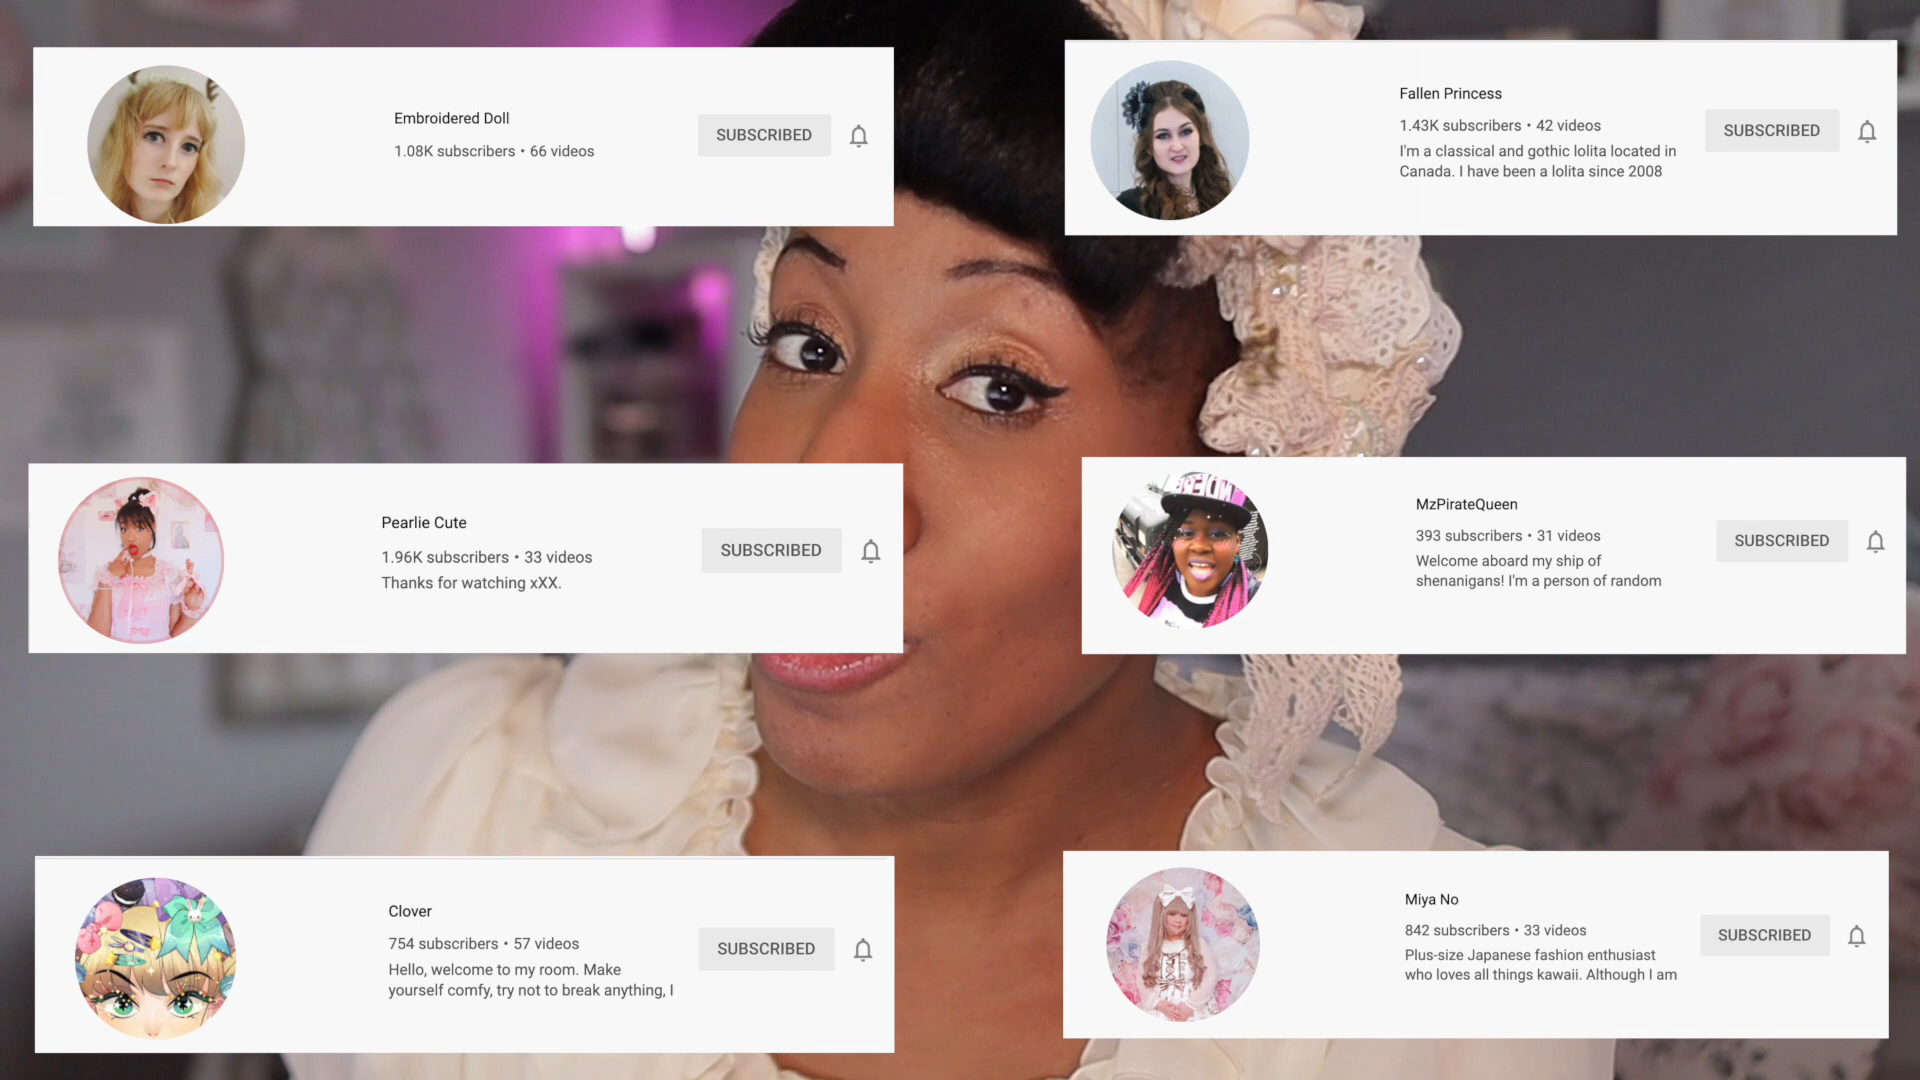 Embroidered Doll
1.08K subscribers • 66 videos
SUBSCRIBED
Fallen Princess
1.43K subscribers • 42 videos
I'm a classical and gothic lolita located in
Canada. I have been a lolita since 2008
SUBSCRIBED
Pearlie Cute
1.96K subscribers • 33 videos
Thanks for watching xXX.
SUBSCRIBED
MzPirateQueen
393 subscribers • 31 videos
Welcome aboard my ship of
shenanigans! I'm a person of random
SUBSCRIBED
Clover
754 subscribers • 57 videos
Hello, welcome to my room. Make
yourself comfy, try not to break anything, I
SUBSCRIBED
Miya No
842 subscribers • 33 videos
Plus-size Japanese fashion enthusiast
who loves all things kawaii. Although I am
SUBSCRIBED